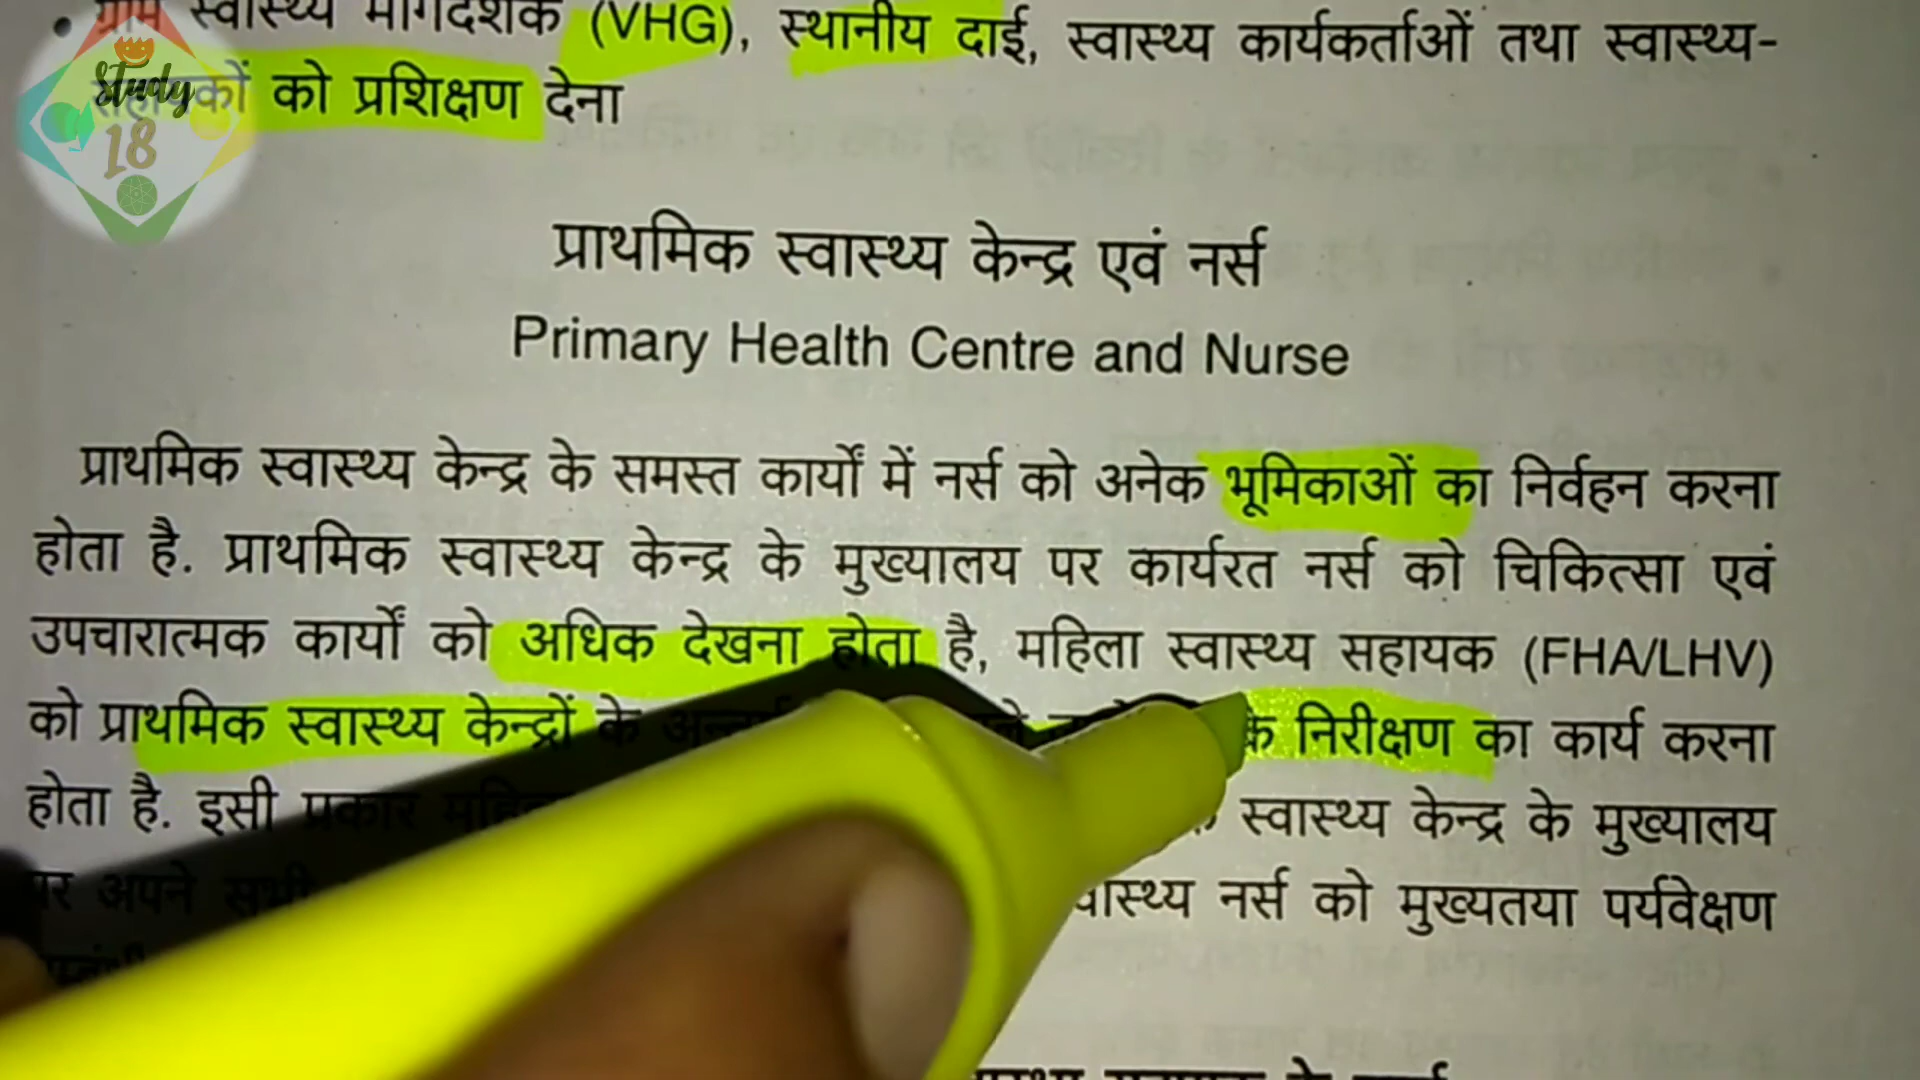 • ग्राम स्वास्थ्य मार्गदर्शक (VHG), स्थानीय दाई, स्वास्थ्य कार्यकर्ताओं तथा स्वास्थ्य-
को प्रशिक्षण देना
Study
18
प्राथमिक स्वास्थ्य केन्द्र एवं नर्स
Primary Health Centre and Nurse
प्राथमिक स्वास्थ्य केन्द्र के समस्त कार्यों में नर्स को अनेक भूमिकाओं का निर्वहन करना
होता है. प्राथमिक स्वास्थ्य केन्द्र के मुख्यालय पर कार्यरत नर्स को चिकित्सा एवं
उपचारात्मक कार्यों को अधिक देखना होता है, महिला स्वास्थ्य सहायक (FHA/LHV)
को प्राथमिक स्वास्थ्य केन्द्रों के निरीक्षण का कार्य करना
होता है. इसी प्रकार स्वास्थ्य केन्द्र के मुख्यालय
पर अपने सभी नर्स को मुख्यतया पर्यवेक्षण